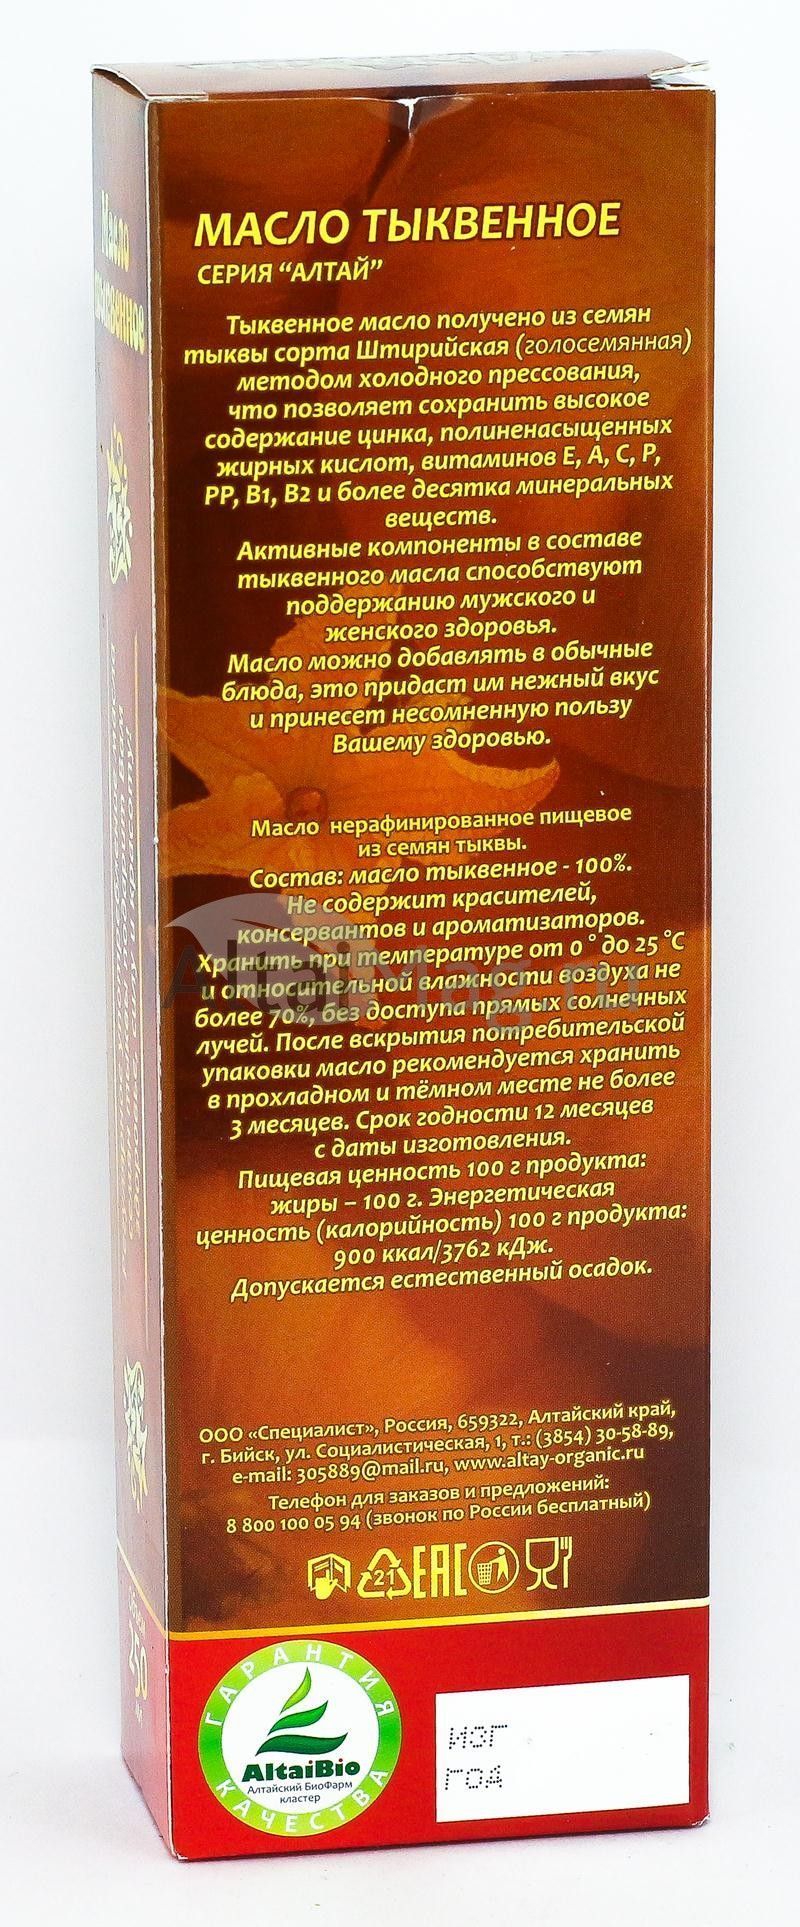 МАСЛО ТЫКВЕННОЕ
СЕРИЯ “АЛТАЙ”
Тыквенное масло получено из семян
тыквы сорта Штирийская (голосемянная)
методом холодного прессования,
что позволяет сохранить высокое
содержание цинка, полиненасыщенных
жирных кислот, витаминов Е, А, С, Р,
РР, В1, В2 и более десятка минеральных
веществ.
Активные компоненты в составе
тыквенного масла способствуют
поддержанию мужского и
женского здоровья.
Масло можно добавлять в обычные
блюда, это придаст им нежный вкус
и принесет несомненную пользу
Вашему здоровью.
Масло нерафинированное пищевое
из семян тыквы.
Состав: масло тыквенное - 100%.
Не содержит красителей,
консервантов и ароматизаторов.
Хранить при температуре от 0° до 25 °С
и относительной влажности воздуха не
более 70%, без доступа прямых солнечных
лучей. После вскрытия потребительской
упаковки масло рекомендуется хранить
в прохладном и тёмном месте не более
3 месяцев. Срок годности 12 месяцев
с даты изготовления.
Пищевая ценность 100 г продукта:
жиры – 100 г. Энергетическая
ценность (калорийность) 100 г продукта:
900 ккал/3762 кДж.
Допускается естественный осадок.
ООО «Специалист», Россия, 659322, Алтайский край,
г. Бийск, ул. Социалистическая, 1, т.: (3854) 30-58-89,
e-mail: 305889@mail.ru, www.altay-organic.ru
Телефон для заказов и предложений:
8 800 100 05 94 (звонок по России бесплатный)
21 EAC
ГАРАНТИЯ
AltaiBio
Алтайский БиоФарм
кластер
КАЧЕСТВА
ИЗГ
ГОД
Масло
тыквенное
Объем
250
мл
AltaiMag.ru